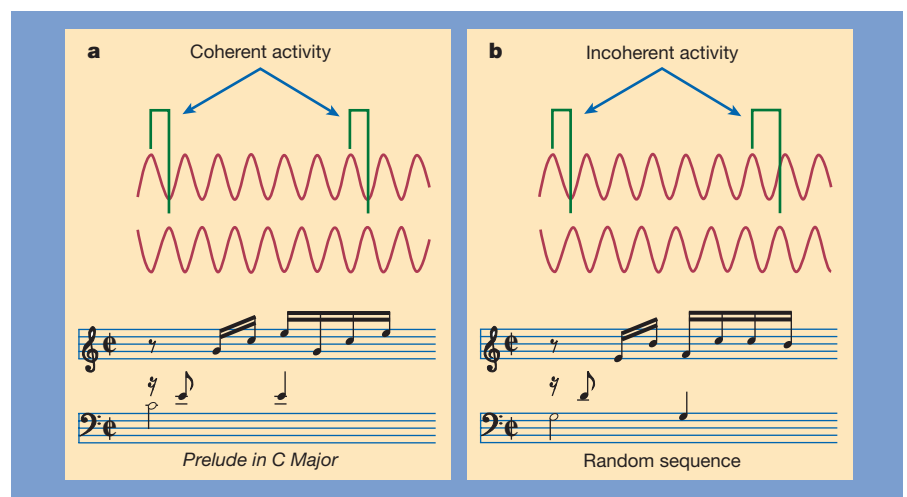 a
Coherent activity
Prelude in C Major
b
Incoherent activity
Random sequence